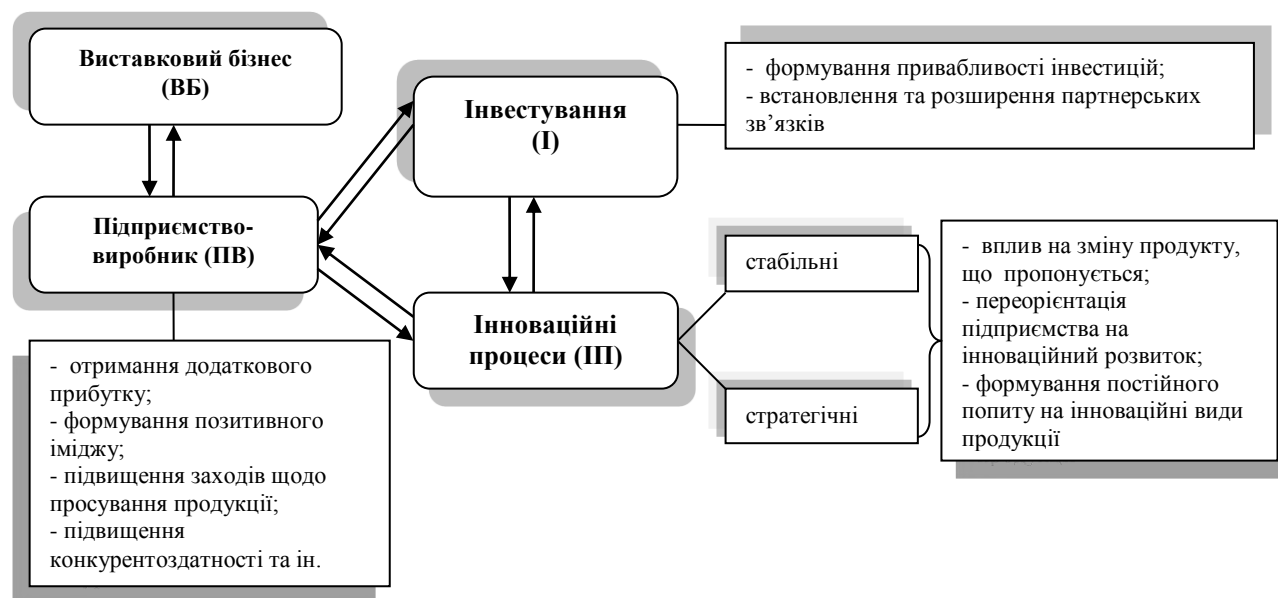 Виставковий бізнес
(ВБ)
Інвестування
(І)
- формування привабливості інвестицій;
- встановлення та розширення партнерських
зв’язків
Підприємство-
виробник (ПВ)
Інноваційні
процеси (ІП)
стабільні
стратегічні
- вплив на зміну продукту,
що пропонується;
- переорієнтація
підприємства на
інноваційний розвиток;
- формування постійного
попиту на інноваційні види
продукції
- отримання додаткового
прибутку;
- формування позитивного
іміджу;
- підвищення заходів щодо
просування продукції;
- підвищення
конкурентоздатності та ін.